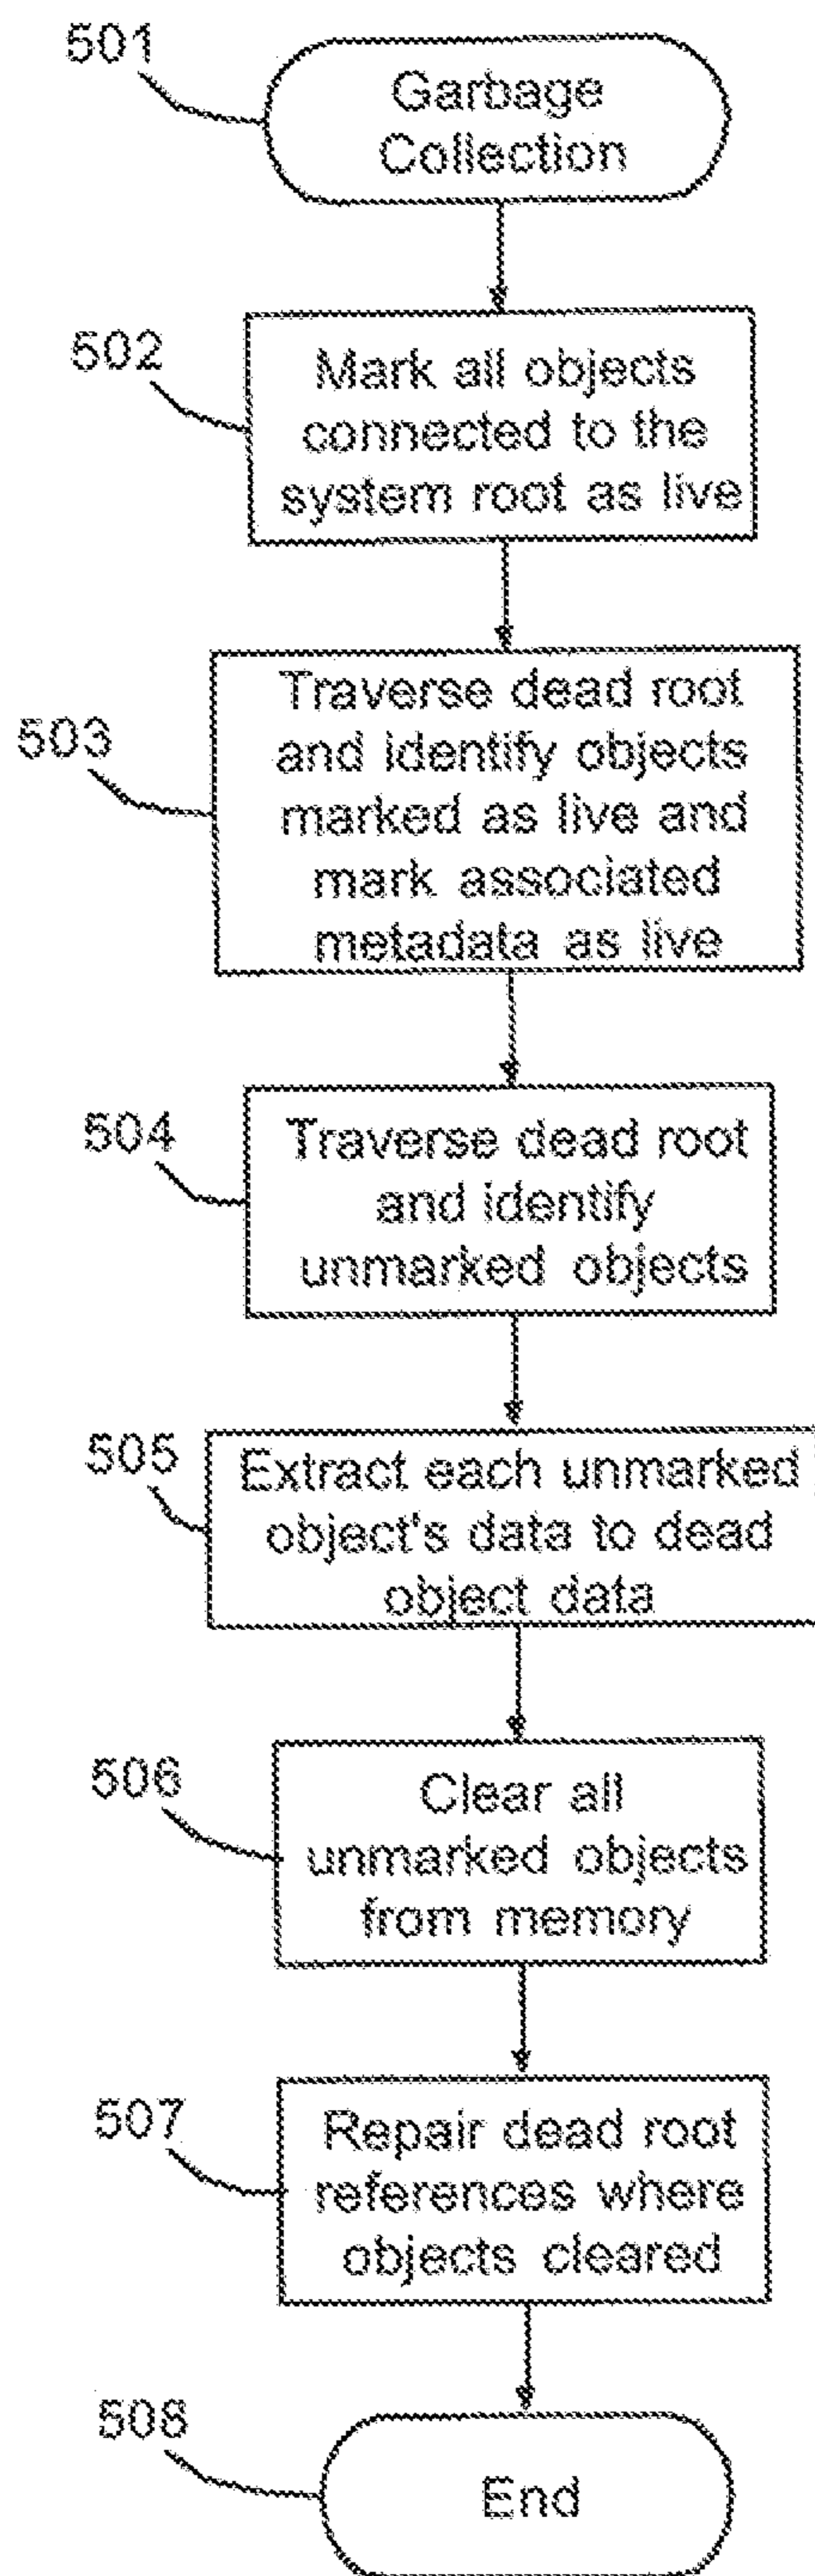 501
Garbage
Collection
502
Mark all objects
connected to the
system root as live
503
Traverse dead root
and identify objects
marked as live and
mark associated
metadata as live
504
Traverse dead root
and identify
unmarked objects
505
Extract each unmarked
object's data to dead
object data
506
Clear all
unmarked objects
from memory
507
Repair dead root
references where
objects cleared
508
End